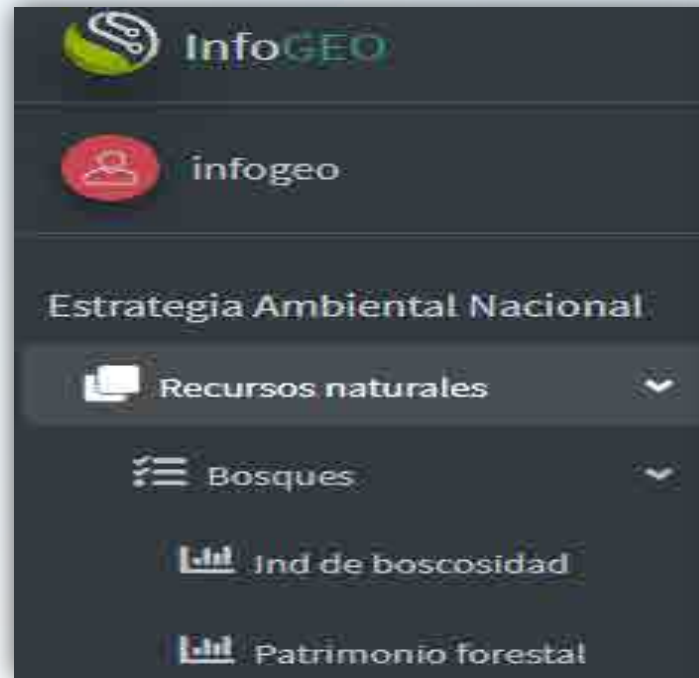 InfoGEO
infogeo
Estrategia Ambiental Nacional
Recursos naturales
Bosques
Ind de boscosidad
Patrimonio forestal